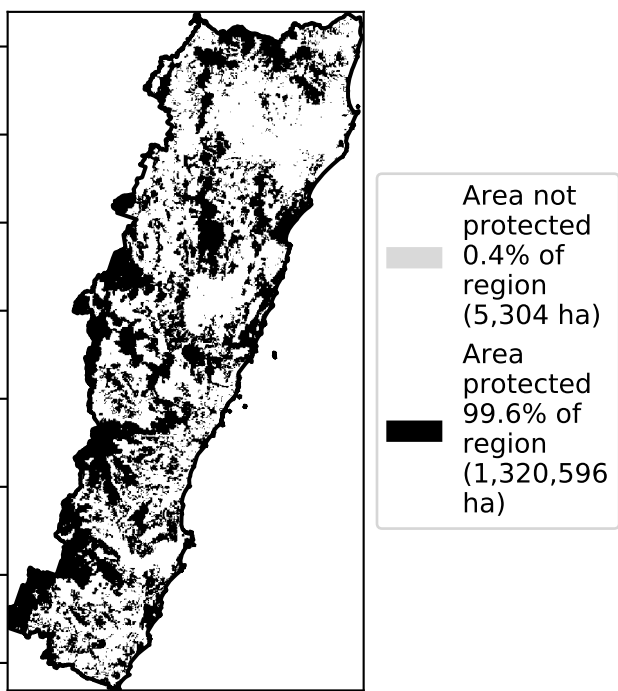 Area not
protected
0.4% of
region
(5,304 ha)
Area
protected
99.6% of
region
(1,320,596
ha)